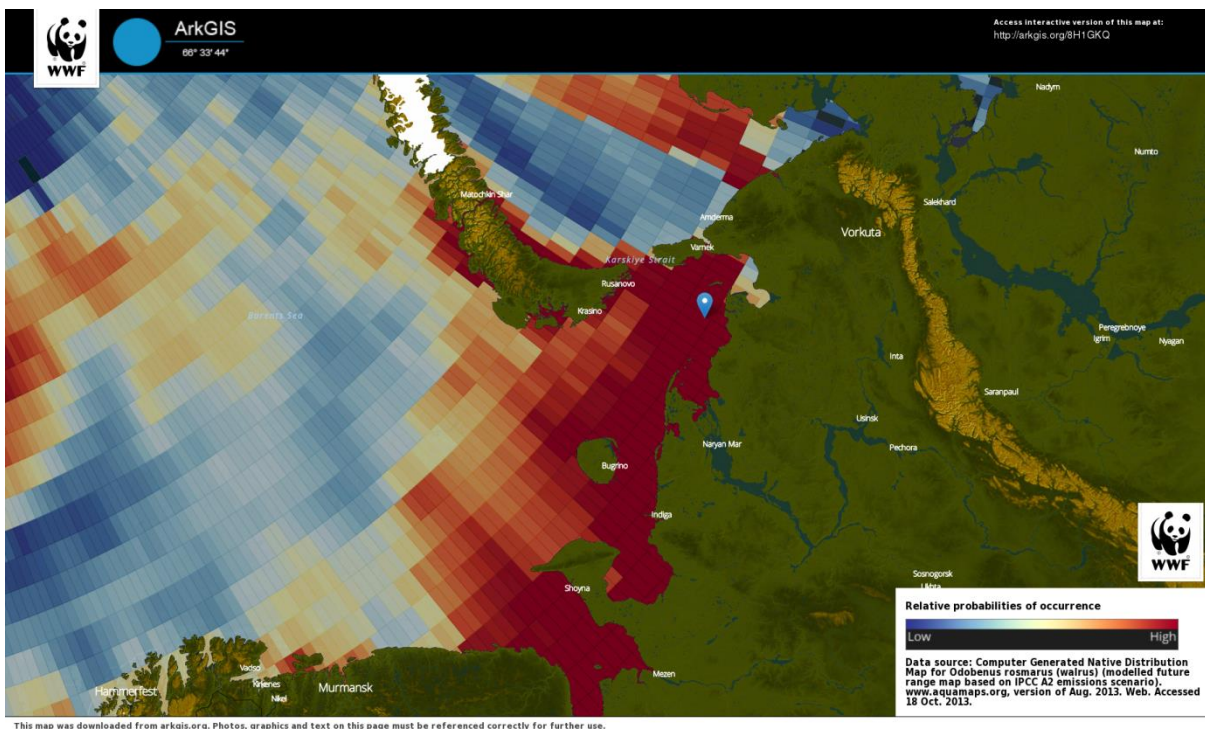 WWF
ArkGIS
66° 33' 44"
Access interactive version of this map at:
http://arkgis.org/8H1GKQ
Nadym
Numto
Matochkin Shar
Salekhard
Amderma
Vorkuta
Varnek
Karskiye Strait
Rusanovo
Krasino
Barents Sea
Peregrebnoye
Igrim
Nyagan
Inta
Saranpaul
Usinsk
Naryan Mar
Pechora
Bugrino
Indiga
WWF
Sosnogorsk
Ukhta
Shoyna
Relative probabilities of occurrence
Low High
Data source: Computer Generated Native Distribution
Map for Odobenus rosmarus (walrus) (modelled future
range map based on IPCC A2 emissions scenario).
www.aquamaps.org, version of Aug. 2013. Web. Accessed
18 Oct. 2013.
Vadso
Mezen
Kirkenes
Hammerfest
Murmansk
Nikel
This map was downloaded from arkgis.org. Photos, graphics and text on this page must be referenced correctly for further use.